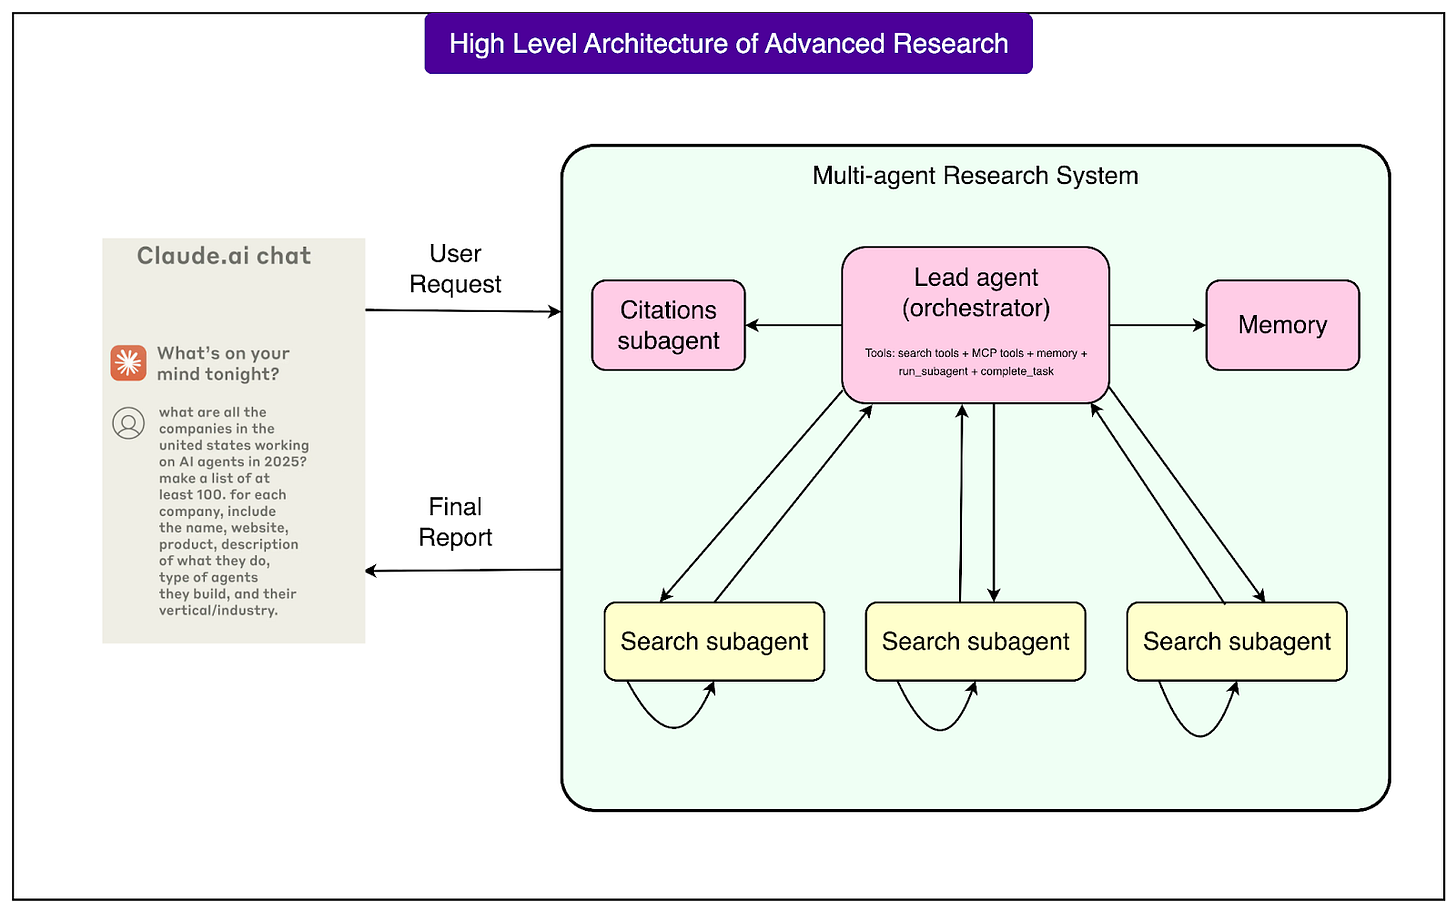 High Level Architecture of Advanced Research
Multi-agent Research System
Claude.ai chat
What's on your
mind tonight?
what are all the
companies in the
united states working
on AI agents in 2025?
make a list of at
least 100. for each
company, include
the name, website,
product, description
of what they do,
type of agents
they build, and their
vertical/industry.
User
Request
Final
Report
Citations
subagent
Lead agent
(orchestrator)
Tools: search tools + MCP tools + memory +
run_subagent + complete_task
Memory
Search subagent
Search subagent
Search subagent